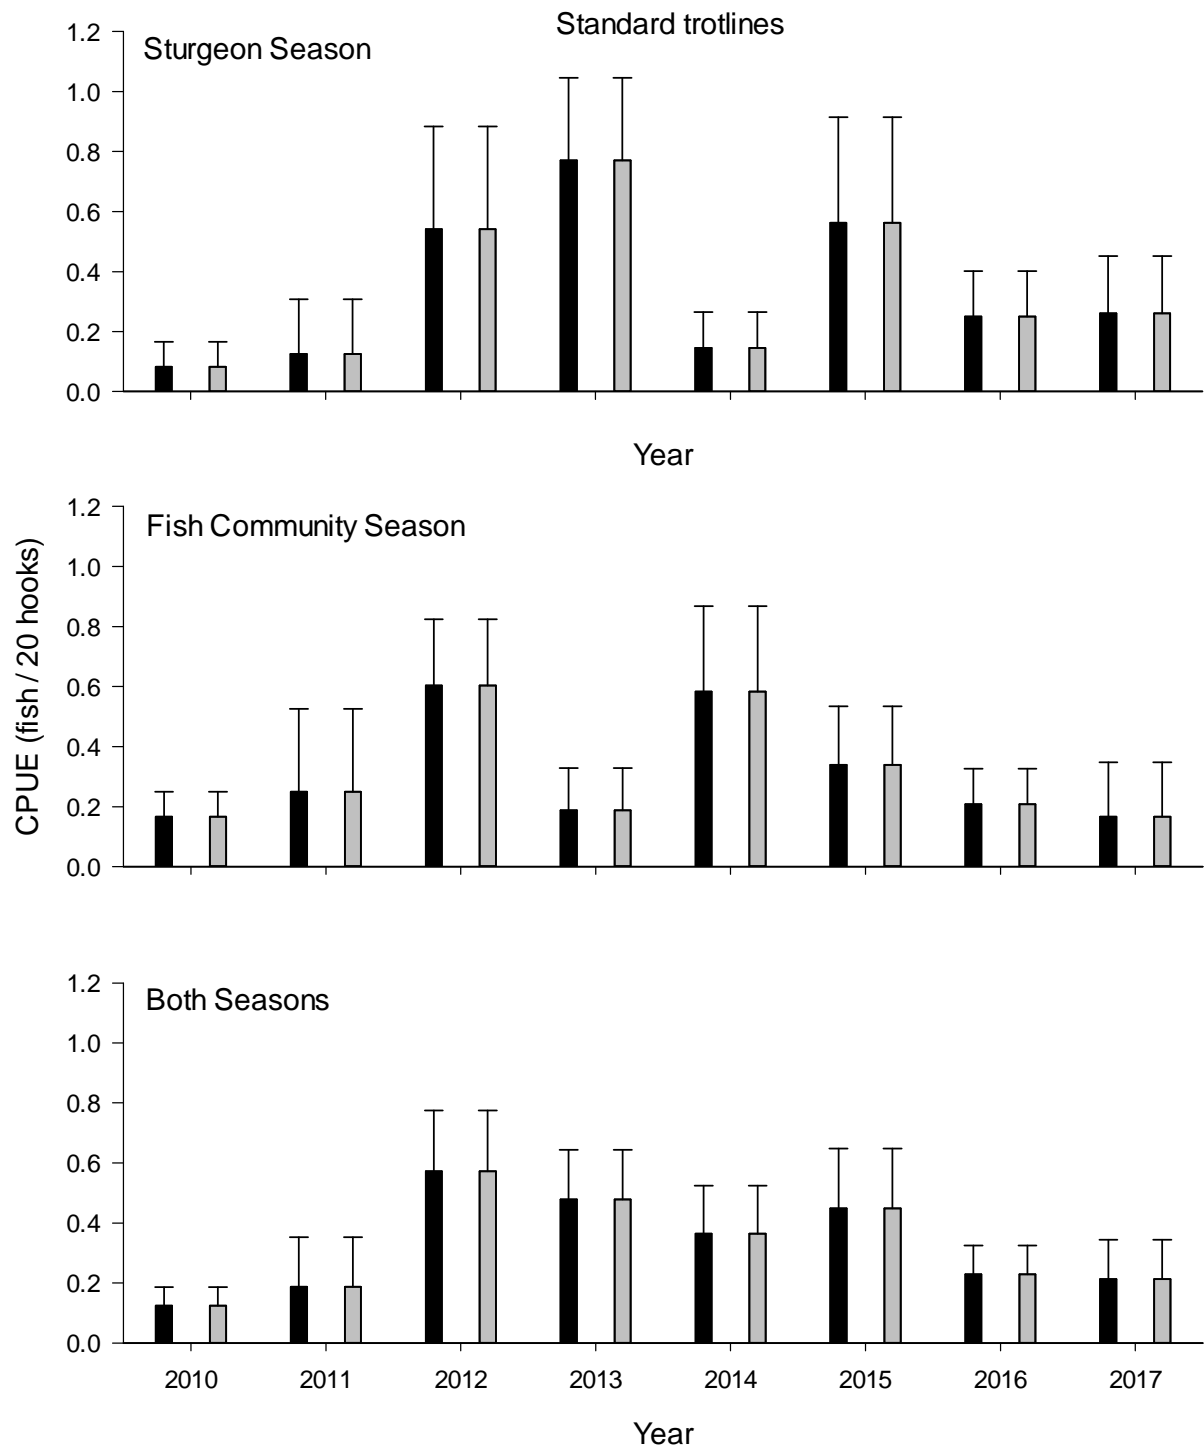 Standard trotlines
Sturgeon Season
1.2
1.0
0.8
0.6
0.4
0.2
0.0
Year
Fish Community Season
1.2
1.0
0.8
0.6
0.4
0.2
0.0
CPUE (fish / 20 hooks)
Both Seasons
1.2
1.0
0.8
0.6
0.4
0.2
0.0
2010 2011 2012 2013 2014 2015 2016 2017
Year